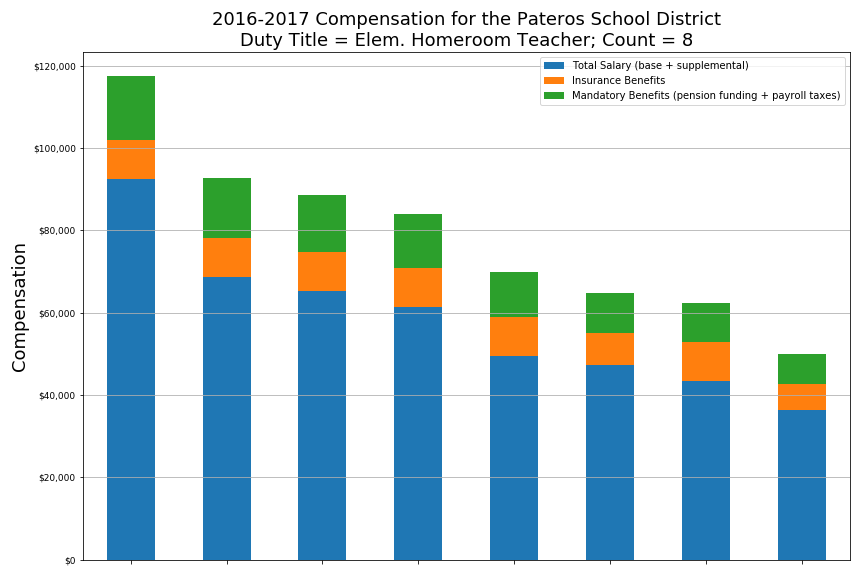 2016-2017 Compensation for the Pateros School District
Duty Title = Elem. Homeroom Teacher; Count = 8
Total Salary (base + supplemental)
Insurance Benefits
Mandatory Benefits (pension funding + payroll taxes)
Compensation
$120,000
$100,000
$80,000
$60,000
$40,000
$20,000
$0